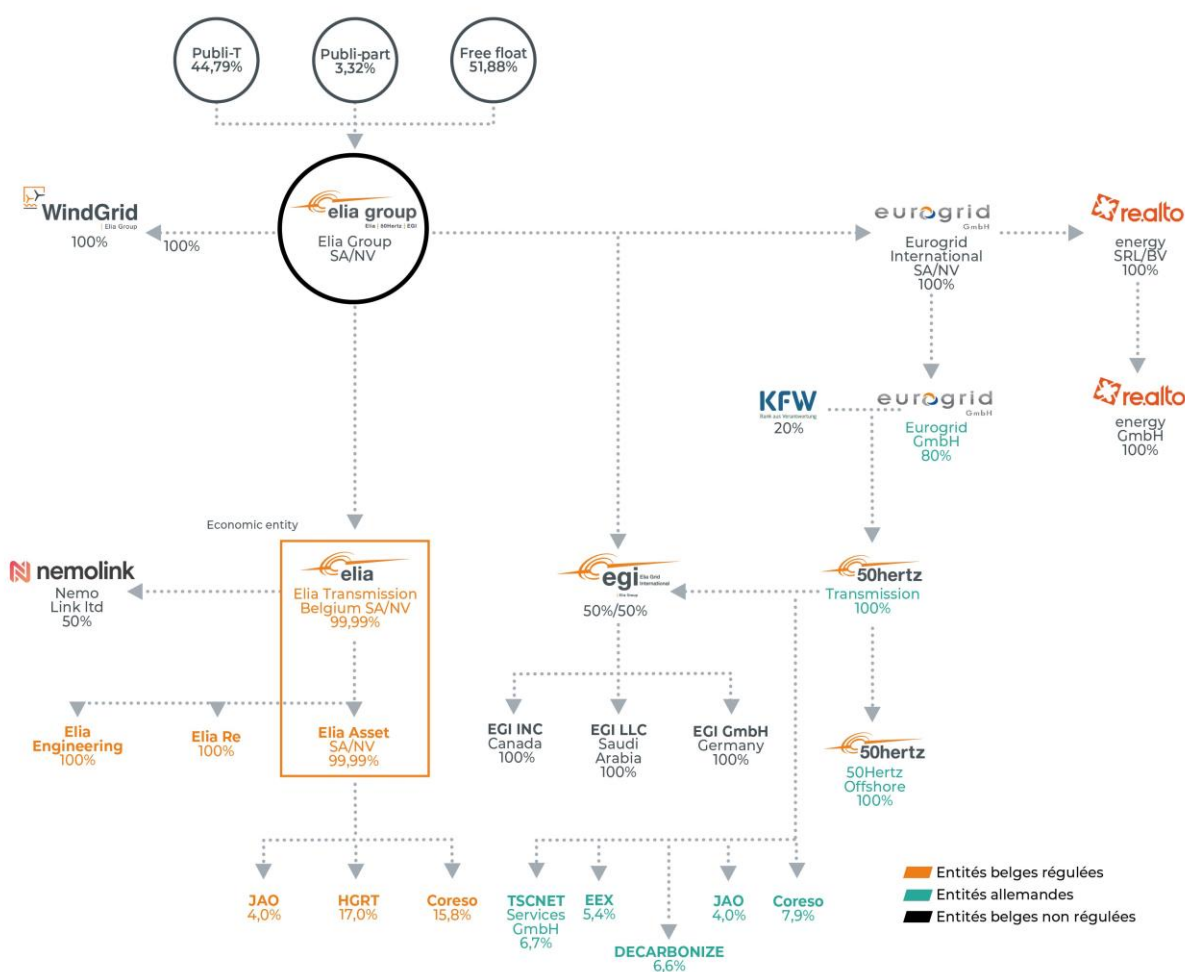 Publi-T
44,79%
Publi-part
3,32%
Free float
51,88%
WindGrid
| Elia Group
100%
100%
elia group
Elia | 50Hertz | EGI
Elia Group
SA/NV
eurogrid
GmbH
Eurogrid
International
SA/NV
100%
re.alto
energy
SRL/BV
100%
KFW
Bank aus Verantwortung
20%
eurogrid
GmbH
Eurogrid
GmbH
80%
re.alto
energy
GmbH
100%
Economic entity
nemolink
Nemo
Link ltd
50%
elia
Elia Transmission
Belgium SA/NV
99,99%
egi
Elia Grid
International
| Elia Group
50%/50%
50hertz
Transmission
100%
Elia
Engineering
100%
Elia Re
100%
Elia Asset
SA/NV
99,99%
EGI INC
Canada
100%
EGI LLC
Saudi
Arabia
100%
EGI GmbH
Germany
100%
50hertz
50Hertz
Offshore
100%
JAO
4,0%
HGRT
17,0%
Coreso
15,8%
TSCNET
Services
GmbH
6,7%
EEX
5,4%
DECARBONIZE
6,6%
JAO
4,0%
Coreso
7,9%
Entités belges régulées
Entités allemandes
Entités belges non régulées